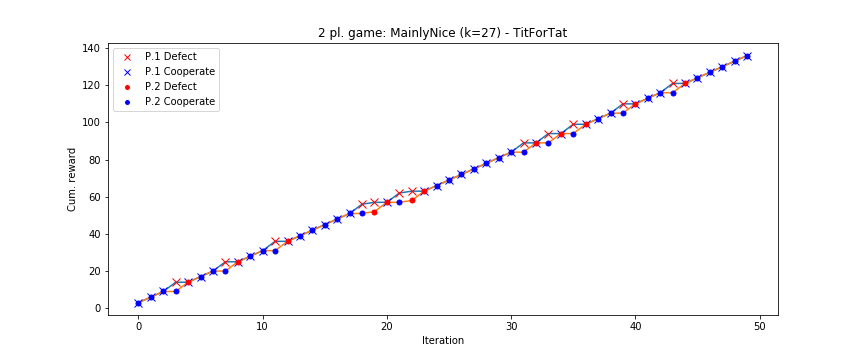 2 pl. game: MainlyNice (k=27) - TitForTat
P.1 Defect
P.1 Cooperate
P.2 Defect
P.2 Cooperate
Cum. reward
140
120
100
80
60
40
20
0
0 10 20 30 40 50
Iteration